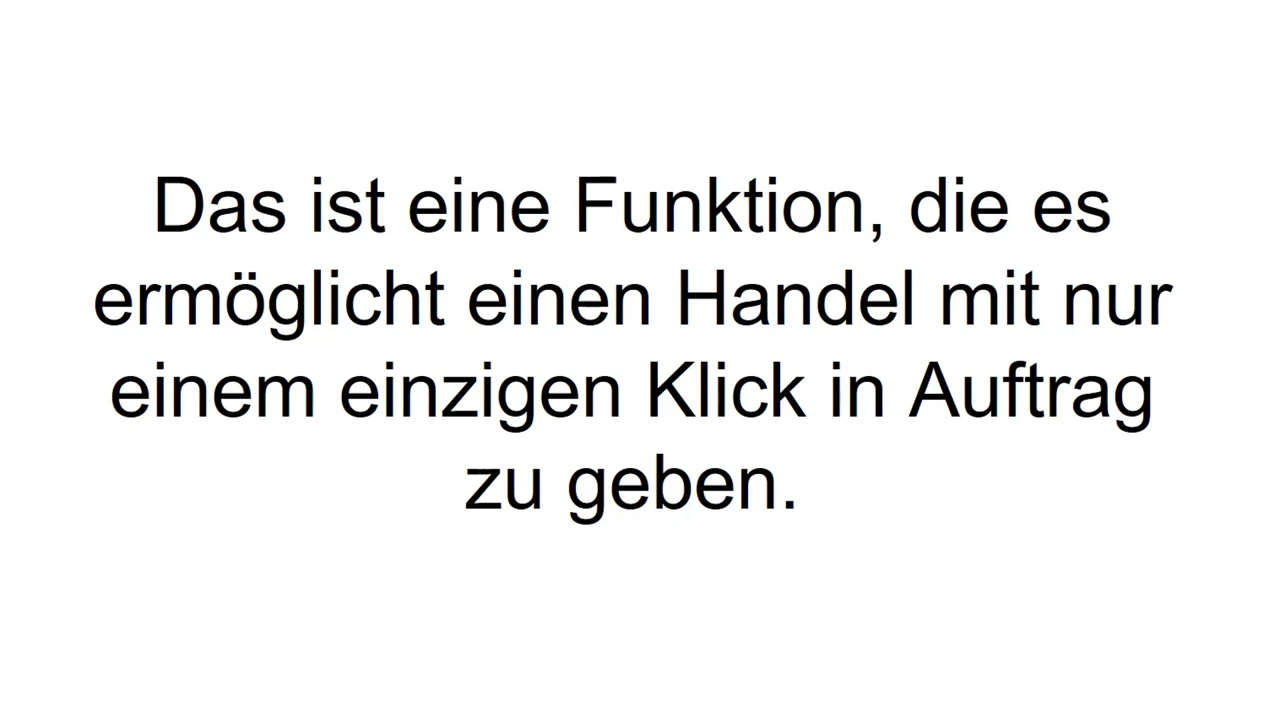 Das ist eine Funktion, die es
ermöglicht einen Handel mit nur
einem einzigen Klick in Auftrag
zu geben.